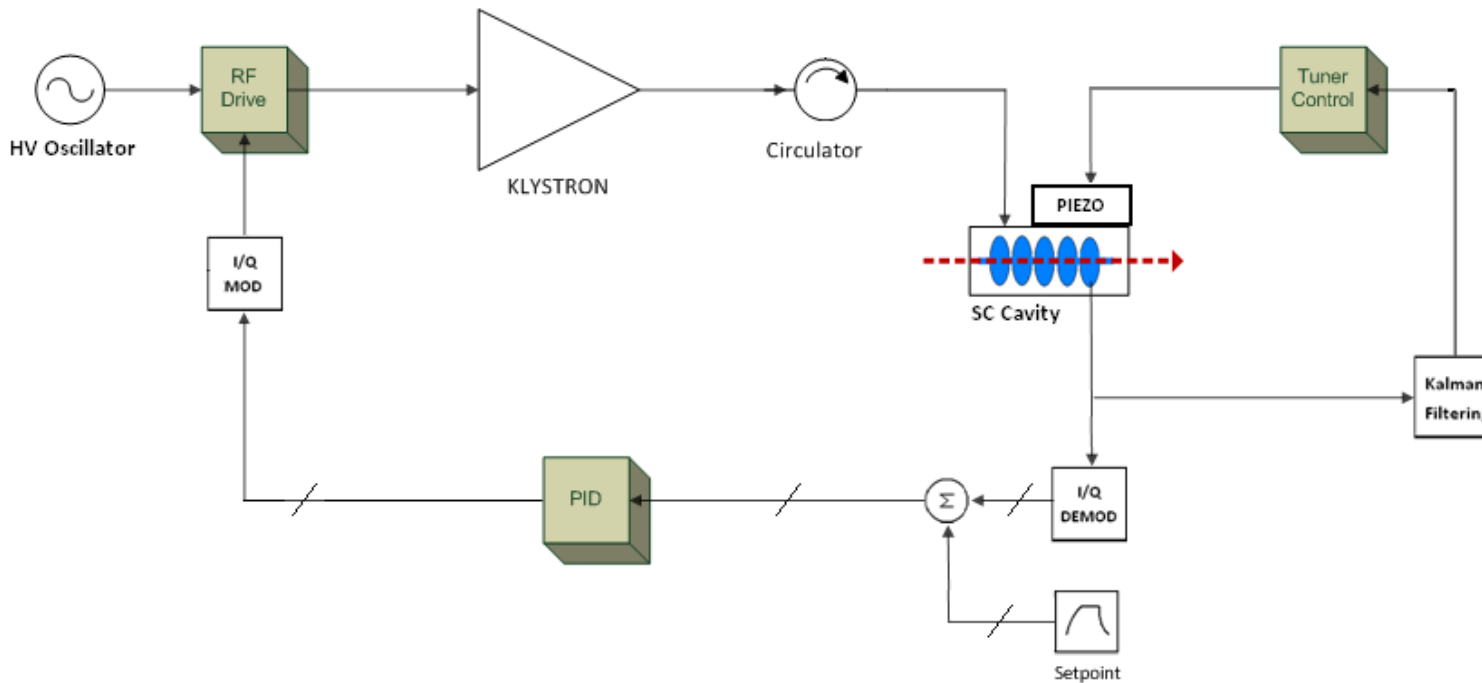 RF
Drive
Tuner
Control
HV Oscillator
Circulator
KLYSTRON
PIEZO
I/Q
MOD
SC Cavity
Kalman
Filtering
PID
Σ
I/Q
DEMOD
Setpoint